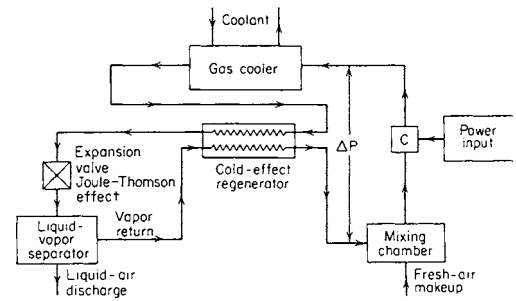 Coolant
Gas cooler
ΔP
C
Power
input
Expansion
valve
Joule-Thomson
effect
Cold-effect
regenerator
Vapor
return
Liquid-
vapor
separator
Mixing
chamber
Liquid-air
discharge
Fresh-air
makeup